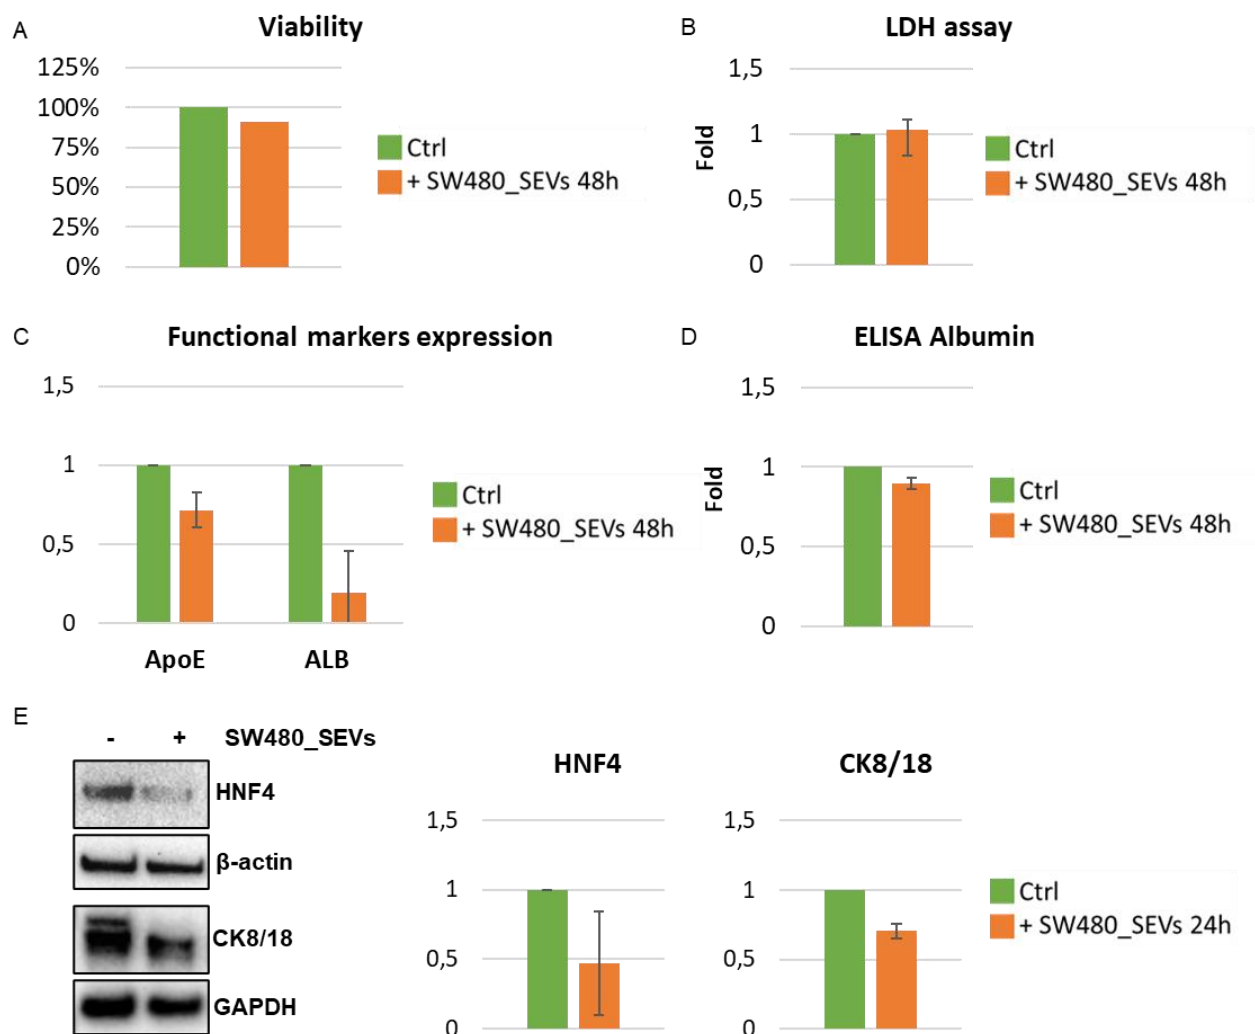 A
Viability
125%
100%
75%
50%
25%
0%
Ctrl
+ SW480_SEVs 48h
B
LDH assay
Fold
1,5
1
0,5
0
Ctrl
+ SW480_SEVs 48h
C
Functional markers expression
1,5
1
0,5
0
ApoE
ALB
Ctrl
+ SW480_SEVs 48h
D
ELISA Albumin
Fold
1,5
1
0,5
0
Ctrl
+ SW480_SEVs 48h
E
- + SW480_SEVs
HNF4
β-actin
CK8/18
GAPDH
HNF4
1,5
1
0,5
0
CK8/18
1,5
1
0,5
0
Ctrl
+ SW480_SEVs 24h